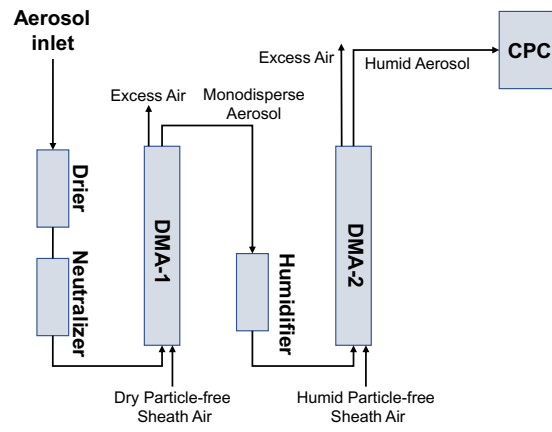 Aerosol
inlet
CPC
Excess Air
Humid Aerosol
Excess Air
Monodisperse
Aerosol
Drier
Neutralizer
DMA-1
Humidifier
DMA-2
Dry Particle-free
Sheath Air
Humid Particle-free
Sheath Air